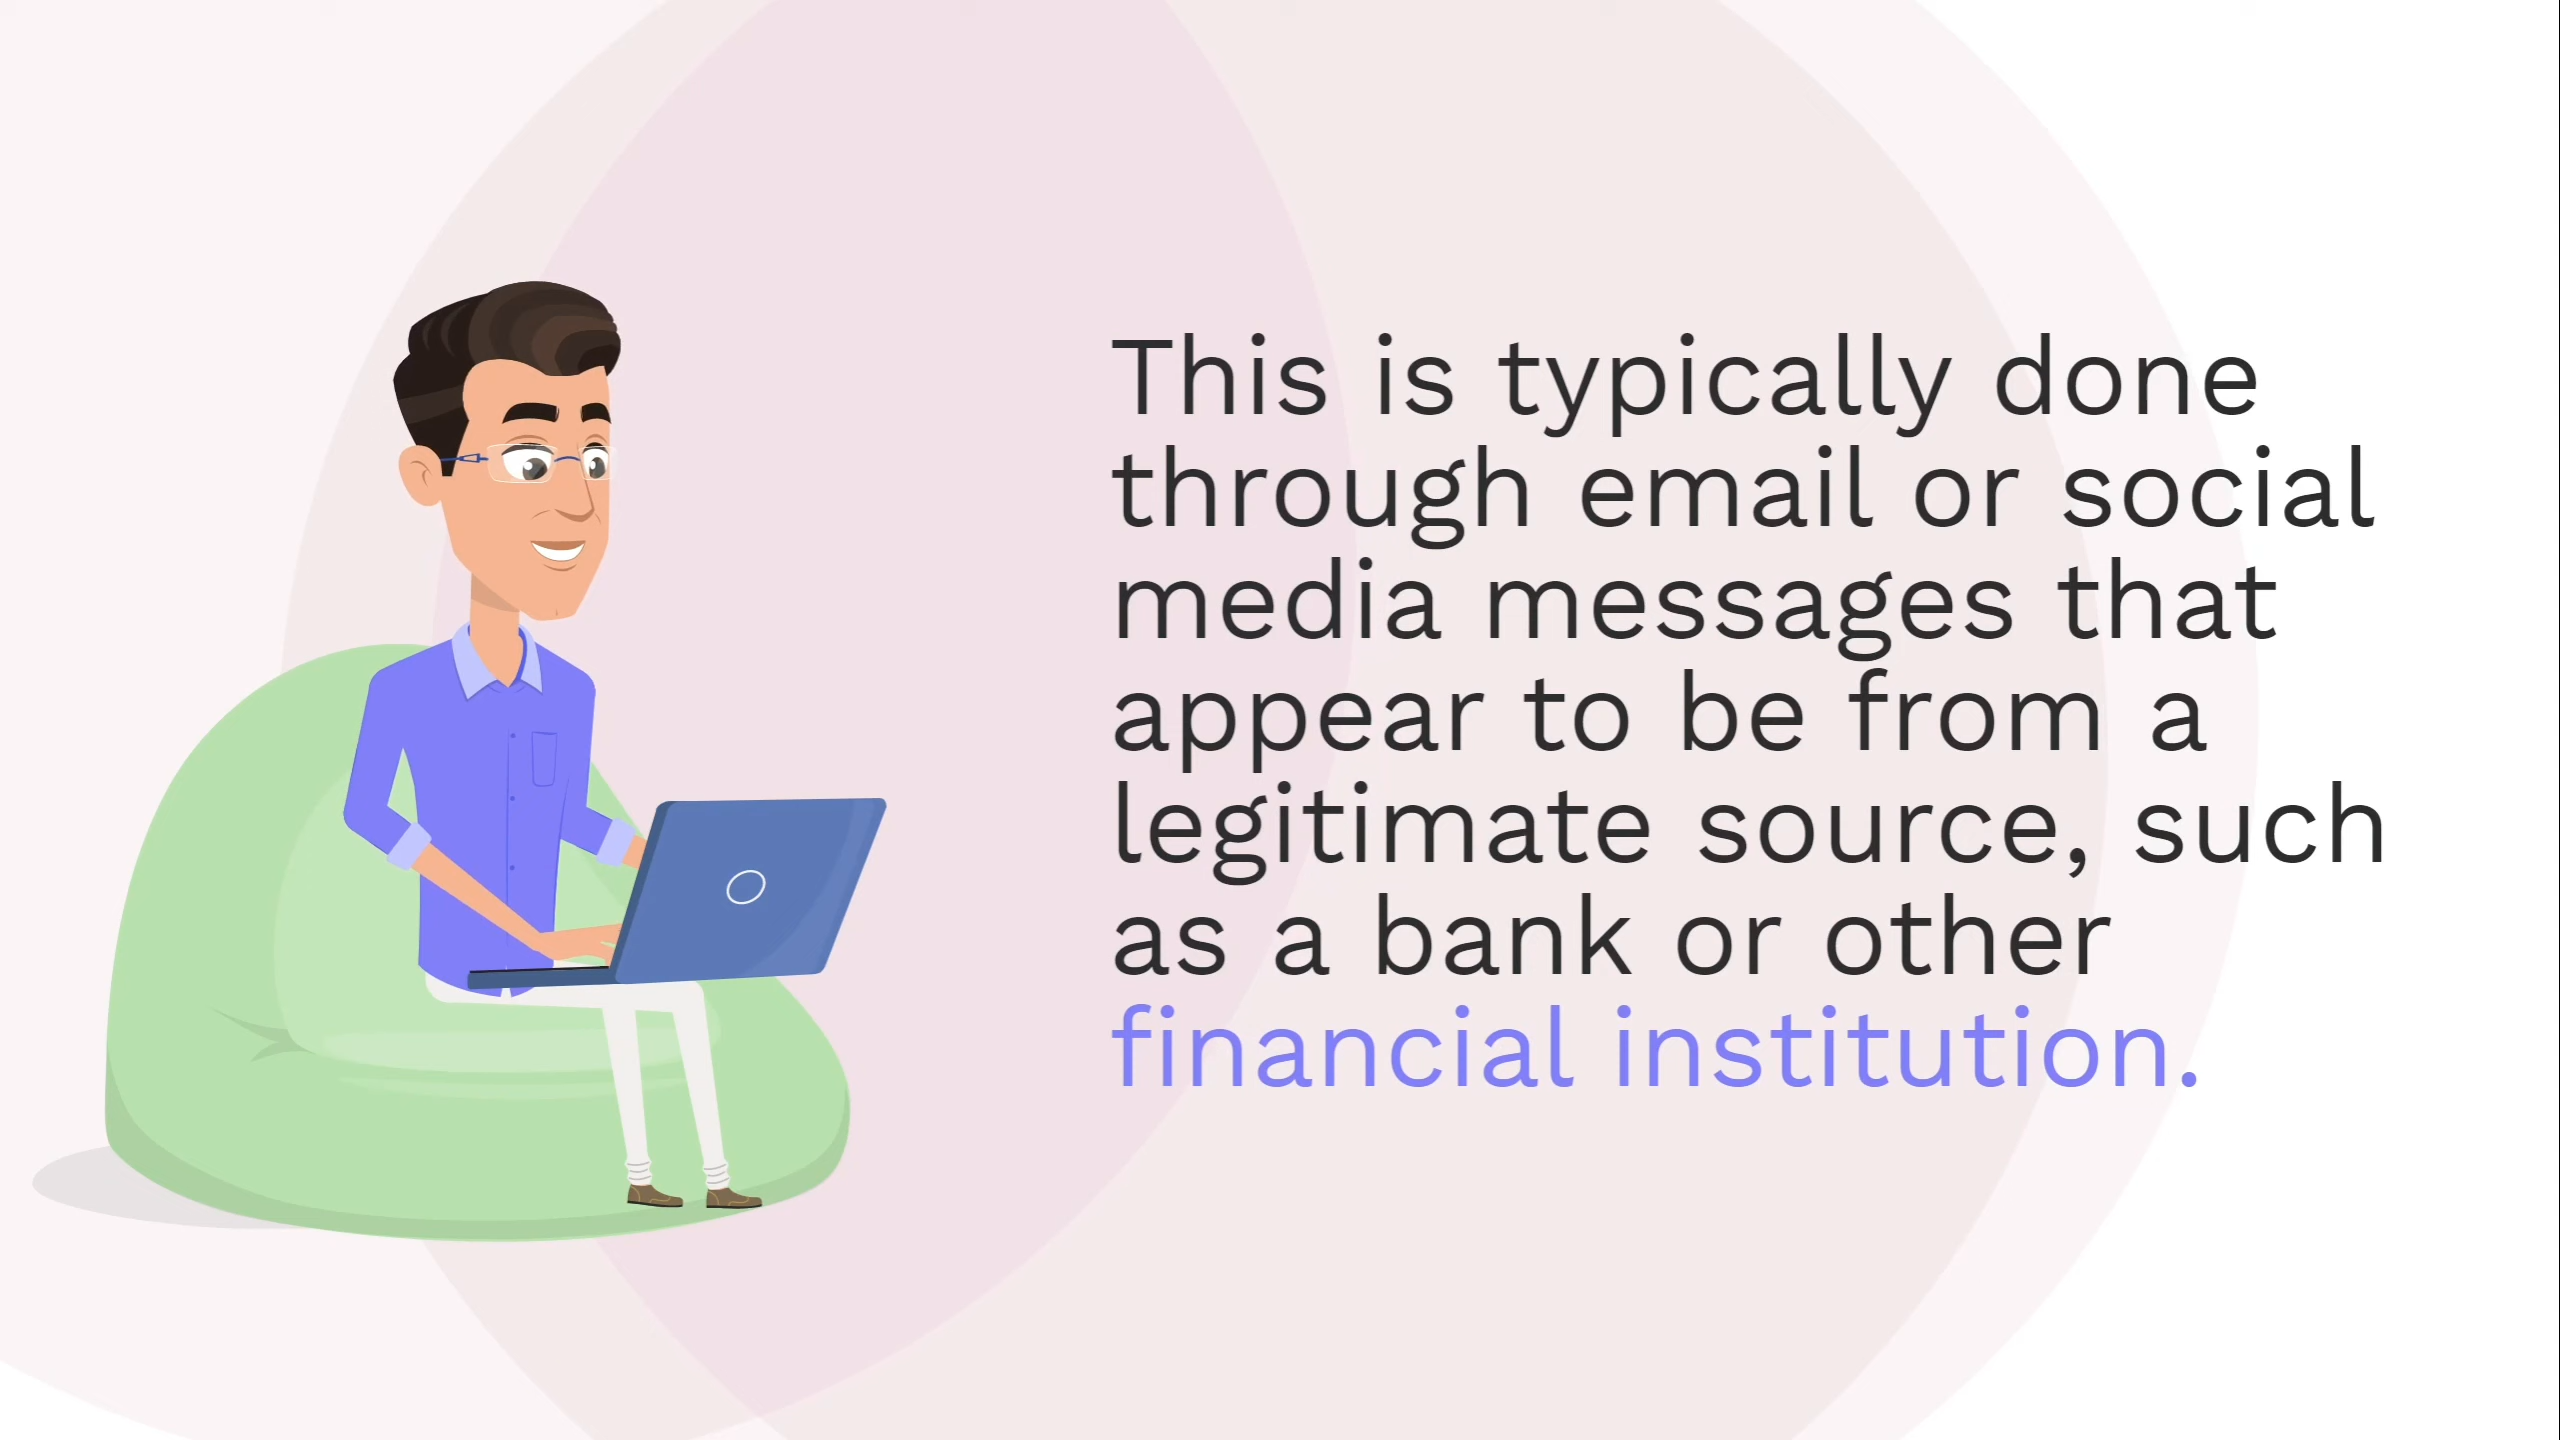 This is typically done
through email or social
media messages that
appear to be from a
legitimate source, such
as a bank or other
financial institution.